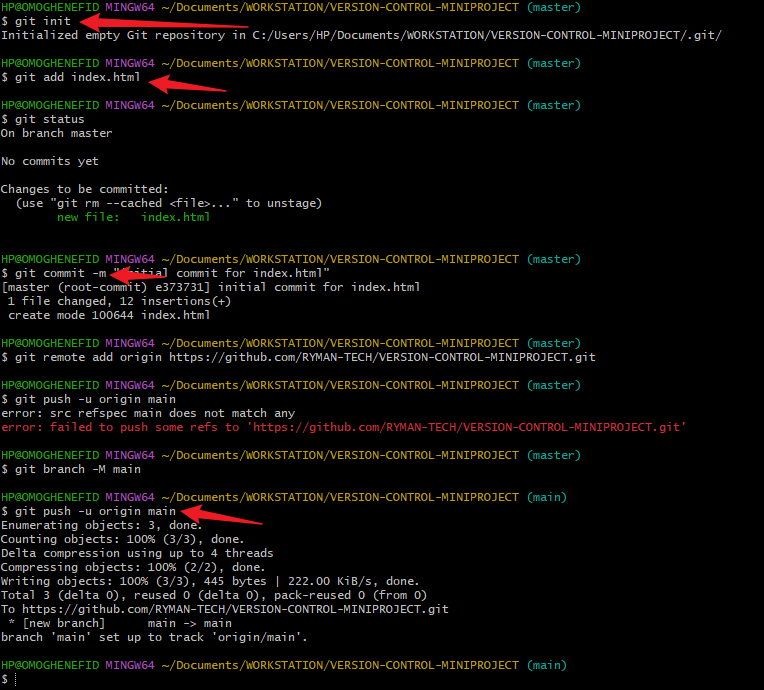 HP@OMOGHENEFID MINGW64 ~/Documents/WORKSTATION/VERSION-CONTROL-MINIPROJECT (master)
$ git init
Initialized empty Git repository in C:/Users/HP/Documents/WORKSTATION/VERSION-CONTROL-MINIPROJECT/.git/
HP@OMOGHENEFID MINGW64 ~/Documents/WORKSTATION/VERSION-CONTROL-MINIPROJECT (master)
$ git add index.html
HP@OMOGHENEFID MINGW64 ~/Documents/WORKSTATION/VERSION-CONTROL-MINIPROJECT (master)
$ git status
On branch master
No commits yet
Changes to be committed:
(use "git rm --cached <file>..." to unstage)
new file:   index.html
HP@OMOGHENEFID MINGW64 ~/Documents/WORKSTATION/VERSION-CONTROL-MINIPROJECT (master)
$ git commit -m "initial commit for index.html"
[master (root-commit) e373731] initial commit for index.html
1 file changed, 12 insertions(+)
create mode 100644 index.html
HP@OMOGHENEFID MINGW64 ~/Documents/WORKSTATION/VERSION-CONTROL-MINIPROJECT (master)
$ git remote add origin https://github.com/RYMAN-TECH/VERSION-CONTROL-MINIPROJECT.git
HP@OMOGHENEFID MINGW64 ~/Documents/WORKSTATION/VERSION-CONTROL-MINIPROJECT (master)
$ git push -u origin main
error: src refspec main does not match any
error: failed to push some refs to 'https://github.com/RYMAN-TECH/VERSION-CONTROL-MINIPROJECT.git'
HP@OMOGHENEFID MINGW64 ~/Documents/WORKSTATION/VERSION-CONTROL-MINIPROJECT (master)
$ git branch -M main
HP@OMOGHENEFID MINGW64 ~/Documents/WORKSTATION/VERSION-CONTROL-MINIPROJECT (main)
$ git push -u origin main
Enumerating objects: 3, done.
Counting objects: 100% (3/3), done.
Delta compression using up to 4 threads
Compressing objects: 100% (2/2), done.
Writing objects: 100% (3/3), 445 bytes | 222.00 KiB/s, done.
Total 3 (delta 0), reused 0 (delta 0), pack-reused 0 (from 0)
To https://github.com/RYMAN-TECH/VERSION-CONTROL-MINIPROJECT.git
* [new branch]      main -> main
branch 'main' set up to track 'origin/main'.
HP@OMOGHENEFID MINGW64 ~/Documents/WORKSTATION/VERSION-CONTROL-MINIPROJECT (main)
$